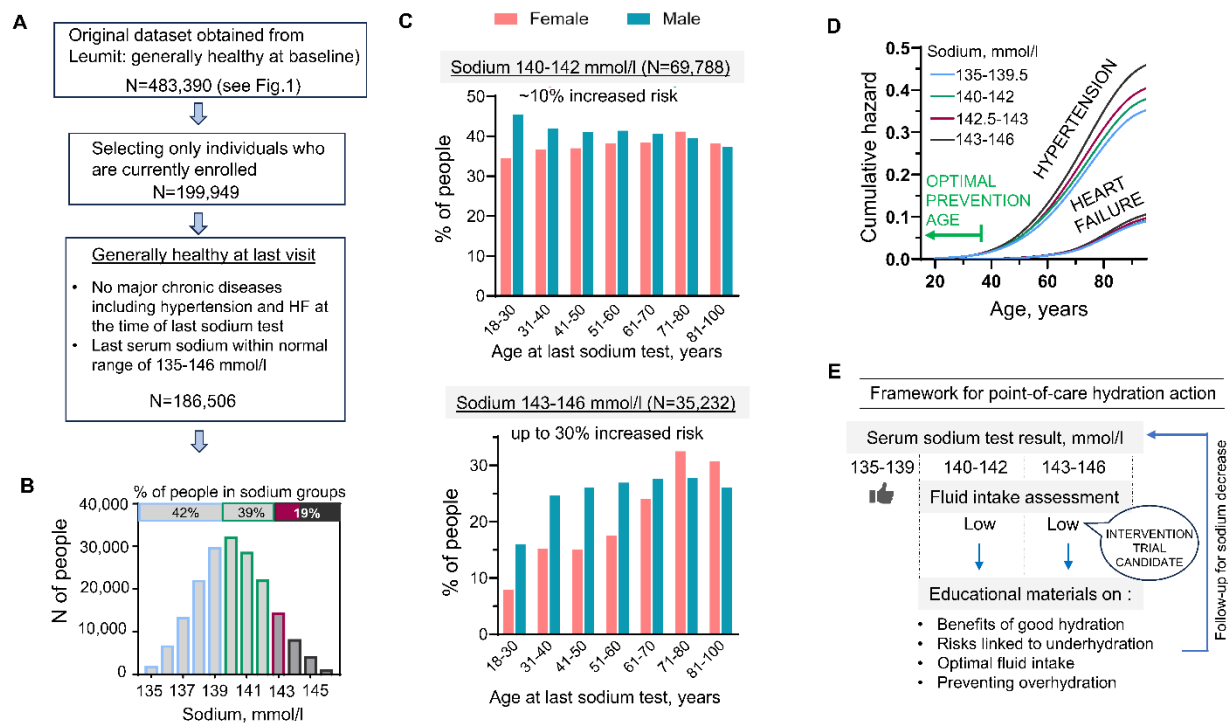 A
Original dataset obtained from
Leumit: generally healthy at baseline)
N=483,390 (see Fig.1)
Selecting only individuals who
are currently enrolled
N=199,949
Generally healthy at last visit
• No major chronic diseases
including hypertension and HF at
the time of last sodium test
• Last serum sodium within normal
range of 135-146 mmol/l
N=186,506
B
% of people in sodium groups
42% 39% 19%
40,000
30,000
20,000
10,000
0
N of people
135 137 139 141 143 145
Sodium, mmol/l
C
Female Male
Sodium 140-142 mmol/l (N=69,788)
~10% increased risk
50
40
30
20
10
0
% of people
18-30 31-40 41-50 51-60 61-70 71-80 81-100
Age at last sodium test, years
Sodium 143-146 mmol/l (N=35,232)
up to 30% increased risk
30
20
10
0
% of people
18-30 31-40 41-50 51-60 61-70 71-80 81-100
Age at last sodium test, years
D
Sodium, mmol/l
135-139.5
140-142
142.5-143
143-146
HYPERTENSION
HEART
FAILURE
OPTIMAL
PREVENTION
AGE
0.5
0.4
0.3
0.2
0.1
0.0
Cumulative hazard
20 40 60 80
Age, years
E
Framework for point-of-care hydration action
Serum sodium test result, mmol/l
135-139 140-142 143-146
Fluid intake assessment
Low Low
INTERVENTION
TRIAL
CANDIDATE
Educational materials on :
• Benefits of good hydration
• Risks linked to underhydration
• Optimal fluid intake
• Preventing overhydration
Follow-up for sodium decrease